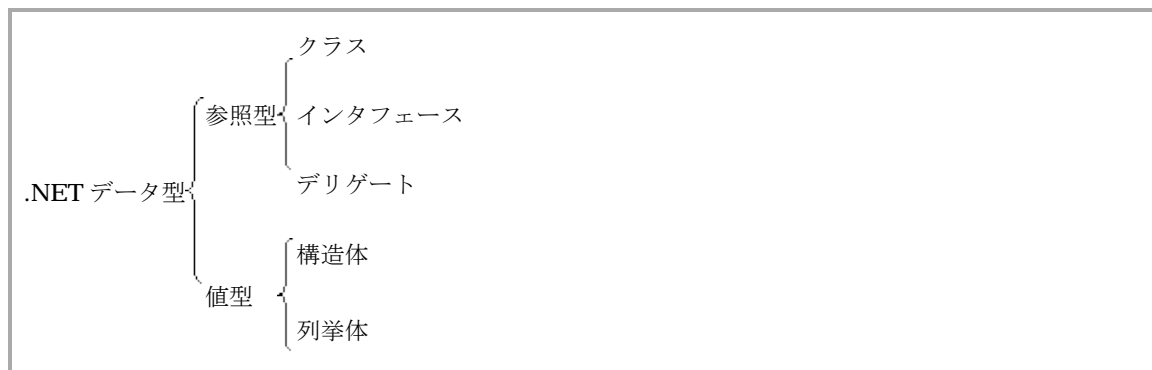 クラス
参照型
インタフェース
デリゲート
.NET データ型
構造体
値型
列挙体